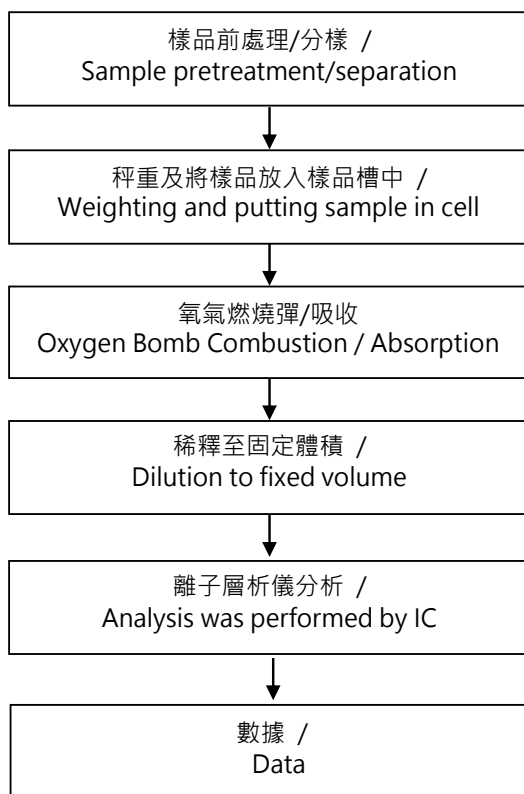 樣品前處理/分樣 /
Sample pretreatment/separation
秤重及將樣品放入樣品槽中 /
Weighting and putting sample in cell
氧氣燃燒彈/吸收
Oxygen Bomb Combustion / Absorption
稀釋至固定體積 /
Dilution to fixed volume
離子層析儀分析 /
Analysis was performed by IC
數據 /
Data